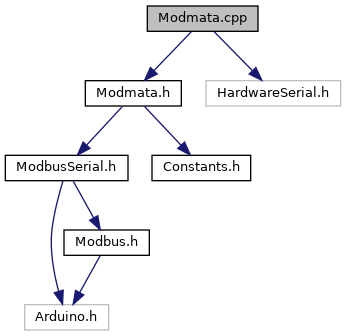 Modmata.cpp
Modmata.h
HardwareSerial.h
ModbusSerial.h
Constants.h
Modbus.h
Arduino.h